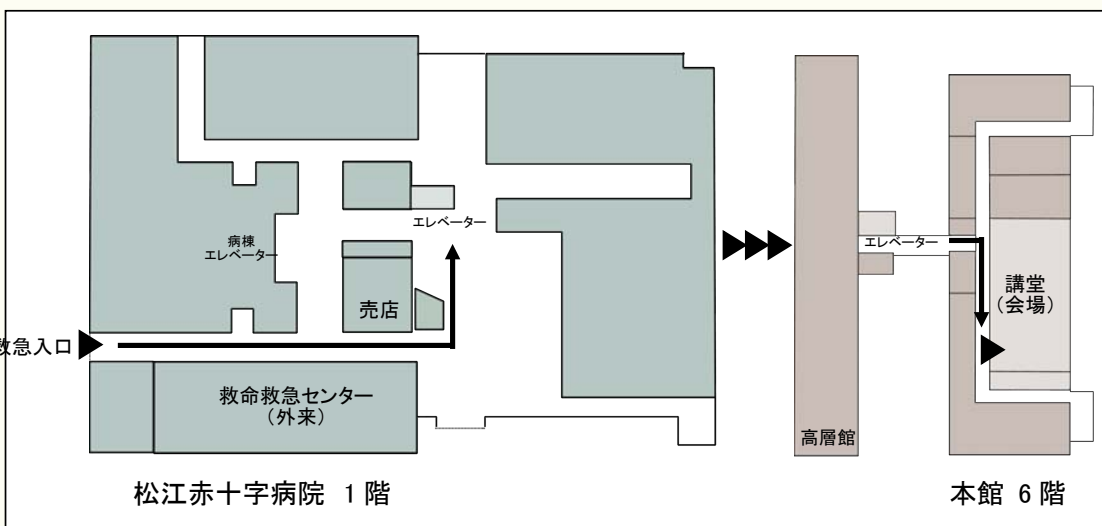 病棟
エレベーター
エレベーター
売店
救急入口
救命救急センター
(外来)
松江赤十字病院 1階
エレベーター
講堂
(会場)
高層館
本館 6階